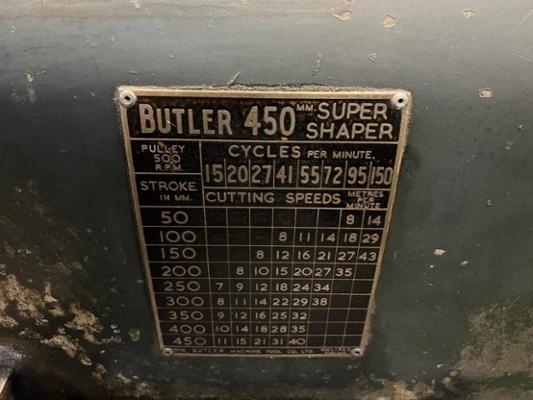 BUTLER 450 MM. SUPER SHAPER
PULLEY 500 R.P.M.
CYCLES PER MINUTE.
15 20 27 41 55 72 95 150
STROKE IN MM.
CUTTING SPEEDS METRES PER MINUTE
50 8 14
100 8 11 14 18 29
150 8 12 16 21 27 43
200 8 10 15 20 27 35
250 7 9 12 18 24 34
300 8 11 14 22 29 38
350 9 12 16 25 32
400 10 14 18 28 35
450 11 15 21 31 40
THE BUTLER MACHINE TOOL CO. LTD. HALIFAX